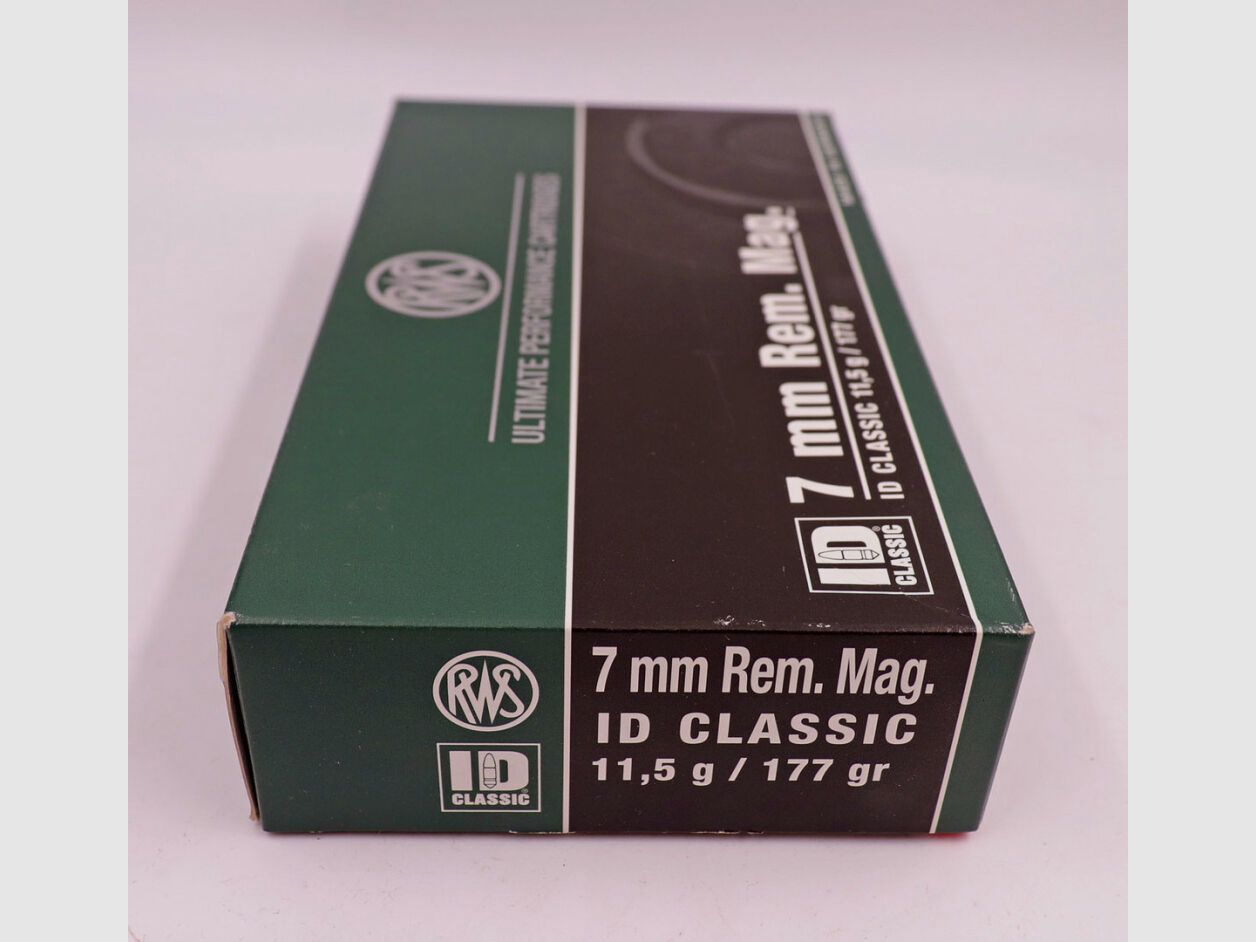 RWS
ULTIMATE PERFORMANCE CARTRIDGES
7 mm Rem. Mag.
ID CLASSIC 11,5 g / 177 gr
ID
CLASSIC
RWS
ID
CLASSIC
7 mm Rem. Mag.
ID CLASSIC
11,5 g / 177 gr